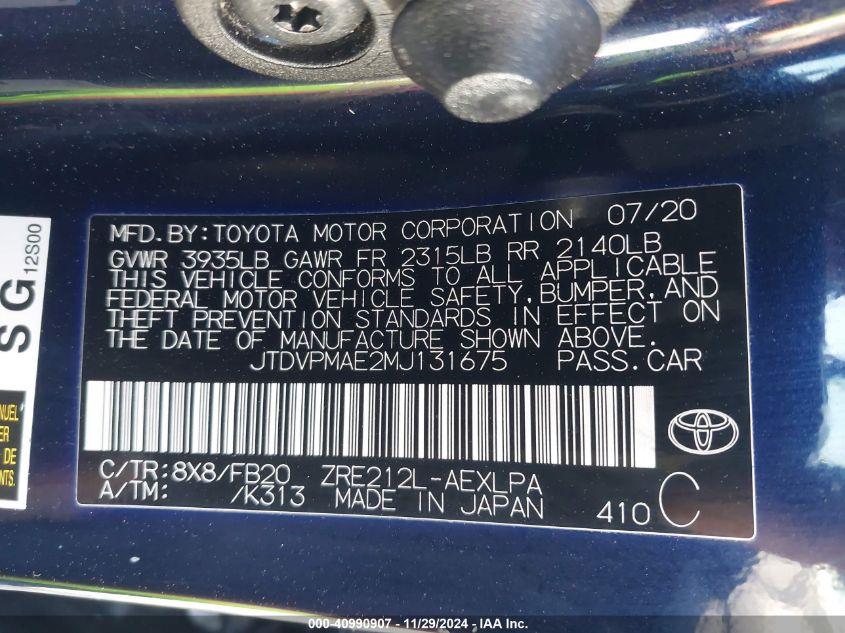 MFD.BY:TOYOTA MOTOR CORPORATION 07/20
GVWR 3935LB GAWR FR 2315LB RR 2140LB
THIS VEHICLE CONFORMS TO ALL APPLICABLE
FEDERAL MOTOR VEHICLE SAFETY,BUMPER,AND
THEFT PREVENTION STANDARDS IN EFFECT ON
THE DATE OF MANUFACTURE SHOWN ABOVE.
JTDVPMAE2MJ131675 PASS.CAR
C/TR:8X8/FB20 ZRE212L-AEXLPA
A/TM: /K313 MADE IN JAPAN 410 C
SG
12S00
DE
000-40990907 - 11/29/2024 - IAA Inc.